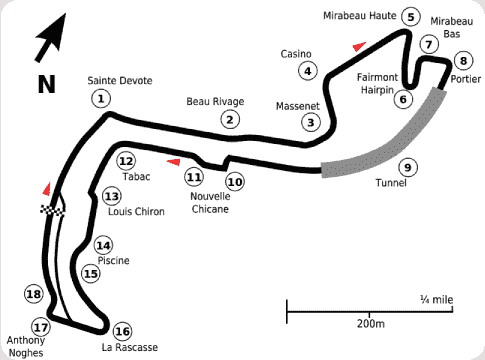 Mirabeau Haute
5
Mirabeau
Bas
7
8
Portier
Casino
4
Fairmont
Hairpin
6
N
Sainte Devote
1
Beau Rivage
2
Massenet
3
9
Tunnel
12
Tabac
11
10
Nouvelle
Chicane
13
Louis Chiron
14
Piscine
15
18
17
Anthony
Noghes
16
La Rascasse
¼ mile
200m